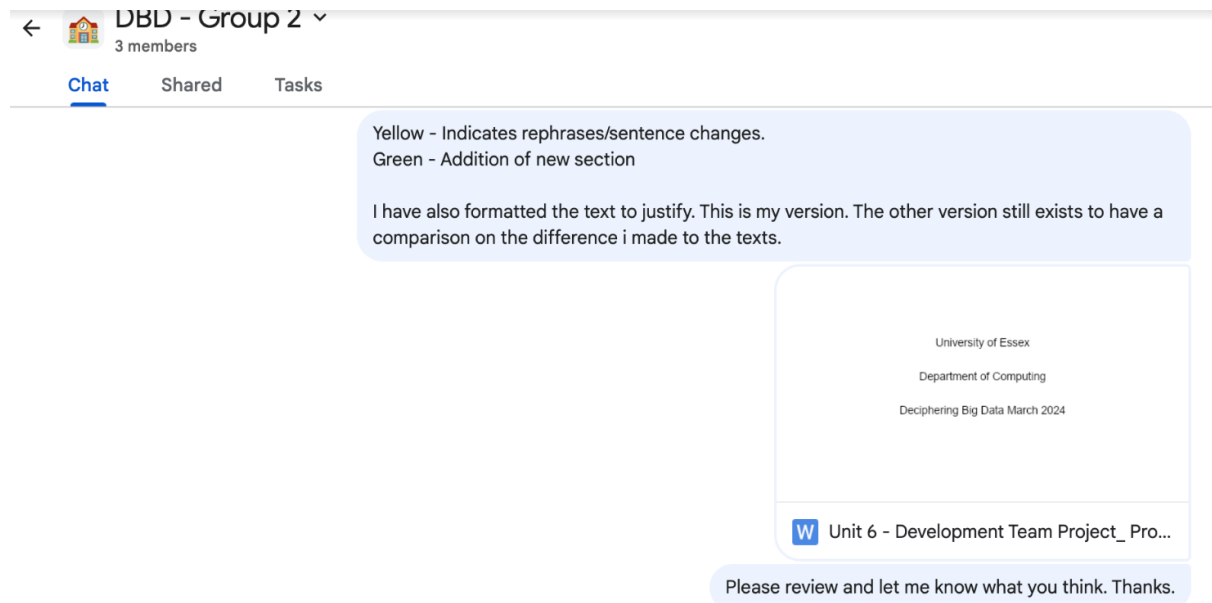 DBD - Group 2
3 members
Chat Shared Tasks
Yellow - Indicates rephrases/sentence changes.
Green - Addition of new section
I have also formatted the text to justify. This is my version. The other version still exists to have a
comparison on the difference i made to the texts.
University of Essex
Department of Computing
Deciphering Big Data March 2024
W Unit 6 - Development Team Project_ Pro...
Please review and let me know what you think. Thanks.